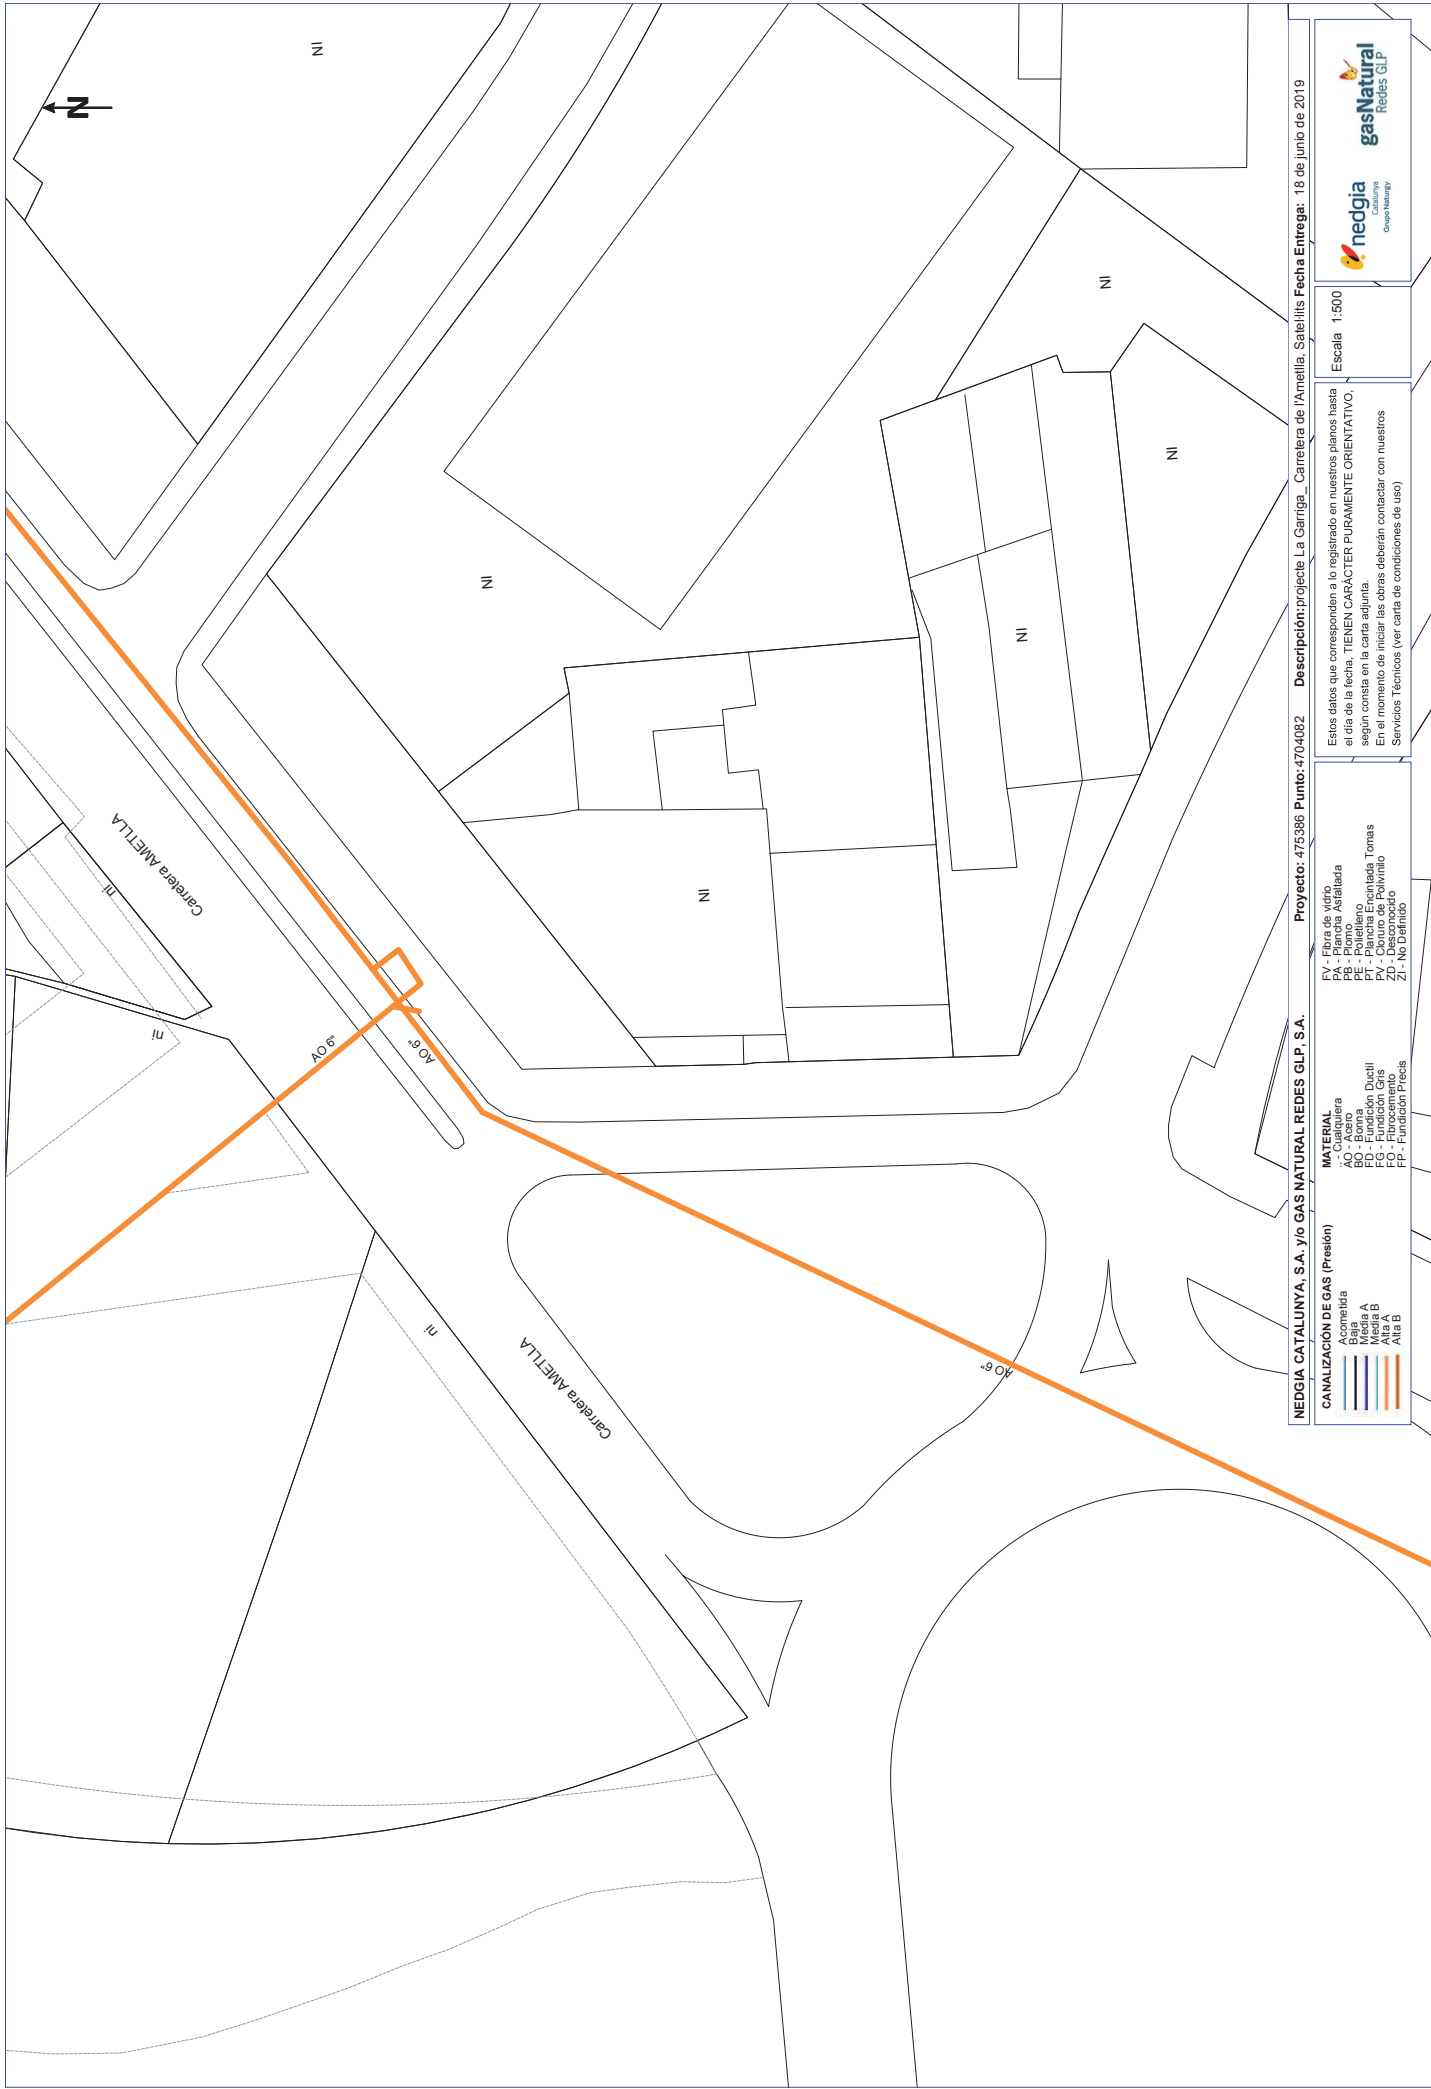 N
NI
NI
NI
NI
NI
NI
Carretera AMETLLA
ni
ni
AO 6"
AO 6"
ni
Carretera AMETLLA
AO 6"
NEDGIA CATALUNYA, S.A. y/o GAS NATURAL REDES GLP, S.A. Proyecto: 475386 Punto: 4704082 Descripción:projecte La Garriga_ Carretera de l'Ametlla, Satel·lits Fecha Entrega: 18 de junio de 2019
CANALIZACIÓN DE GAS (Presión)
Acometida
Baja
Media A
Media B
Alta A
Alta B
MATERIAL
.. - Cualquiera
AO - Acero
BO - Bonna
FD - Fundición Ductil
FG - Fundición Gris
FO - Fibrocemento
FP - Fundición Precis
FV - Fibra de vidrio
PA - Plancha Asfaltada
PB - Plomo
PE - Polietileno
PT - Plancha Encintada Tomas
PV - Cloruro de Polivinilo
ZD - Desconocido
ZI - No Definido
Estos datos que corresponden a lo registrado en nuestros planos hasta
el día de la fecha, TIENEN CARÁCTER PURAMENTE ORIENTATIVO,
según consta en la carta adjunta.
En el momento de iniciar las obras deberán contactar con nuestros
Servicios Técnicos (ver carta de condiciones de uso)
Escala 1:500
nedgia
Catalunya
Grupo Naturgy
gasNatural
Redes GLP